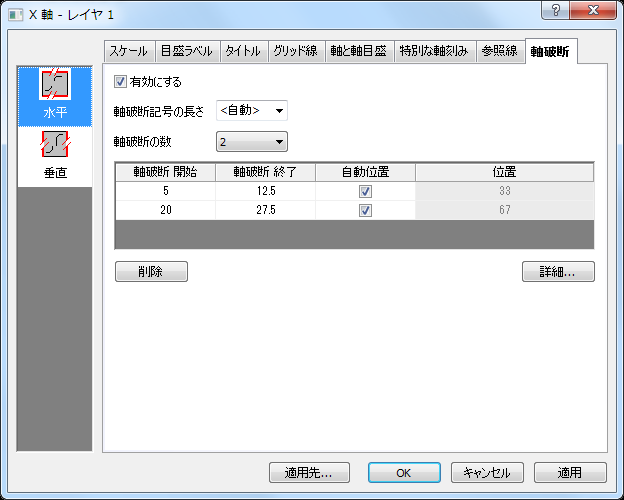 X 軸 - レイヤ 1
スケール 目盛ラベル タイトル グリッド線 軸と軸目盛 特別な軸刻み 参照線 軸破断
水平
垂直
有効にする
軸破断記号の長さ <自動>
軸破断の数 2
軸破断 開始 軸破断 終了 自動位置 位置
5 12.5 33
20 27.5 67
削除 詳細...
適用先... OK キャンセル 適用